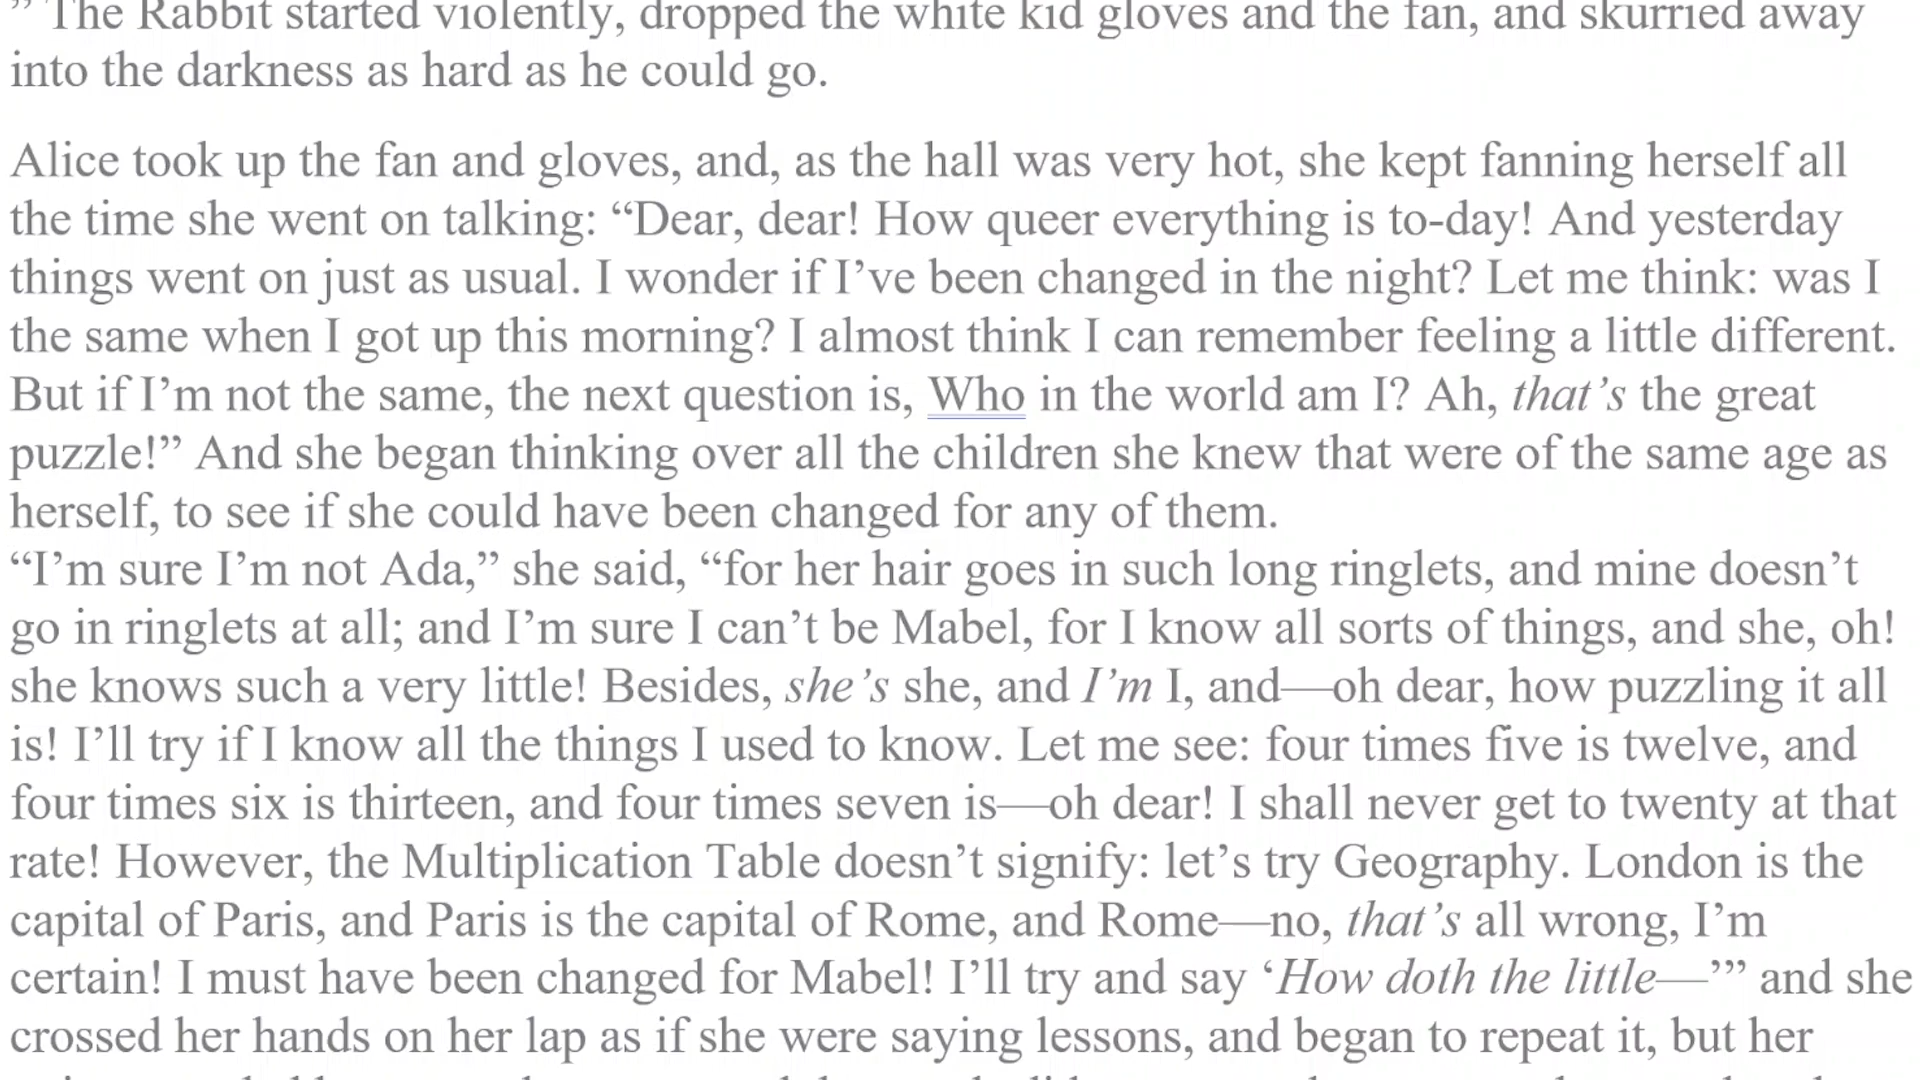 ” The Rabbit started violently, dropped the white kid gloves and the fan, and skurried away
into the darkness as hard as he could go.
Alice took up the fan and gloves, and, as the hall was very hot, she kept fanning herself all
the time she went on talking: “Dear, dear! How queer everything is to-day! And yesterday
things went on just as usual. I wonder if I’ve been changed in the night? Let me think: was I
the same when I got up this morning? I almost think I can remember feeling a little different.
But if I’m not the same, the next question is, Who in the world am I? Ah, that’s the great
puzzle!” And she began thinking over all the children she knew that were of the same age as
herself, to see if she could have been changed for any of them.
“I’m sure I’m not Ada,” she said, “for her hair goes in such long ringlets, and mine doesn’t
go in ringlets at all; and I’m sure I can’t be Mabel, for I know all sorts of things, and she, oh!
she knows such a very little! Besides, she’s she, and I’m I, and—oh dear, how puzzling it all
is! I’ll try if I know all the things I used to know. Let me see: four times five is twelve, and
four times six is thirteen, and four times seven is—oh dear! I shall never get to twenty at that
rate! However, the Multiplication Table doesn’t signify: let’s try Geography. London is the
capital of Paris, and Paris is the capital of Rome, and Rome—no, that’s all wrong, I’m
certain! I must have been changed for Mabel! I’ll try and say ‘How doth the little—’” and she
crossed her hands on her lap as if she were saying lessons, and began to repeat it, but her